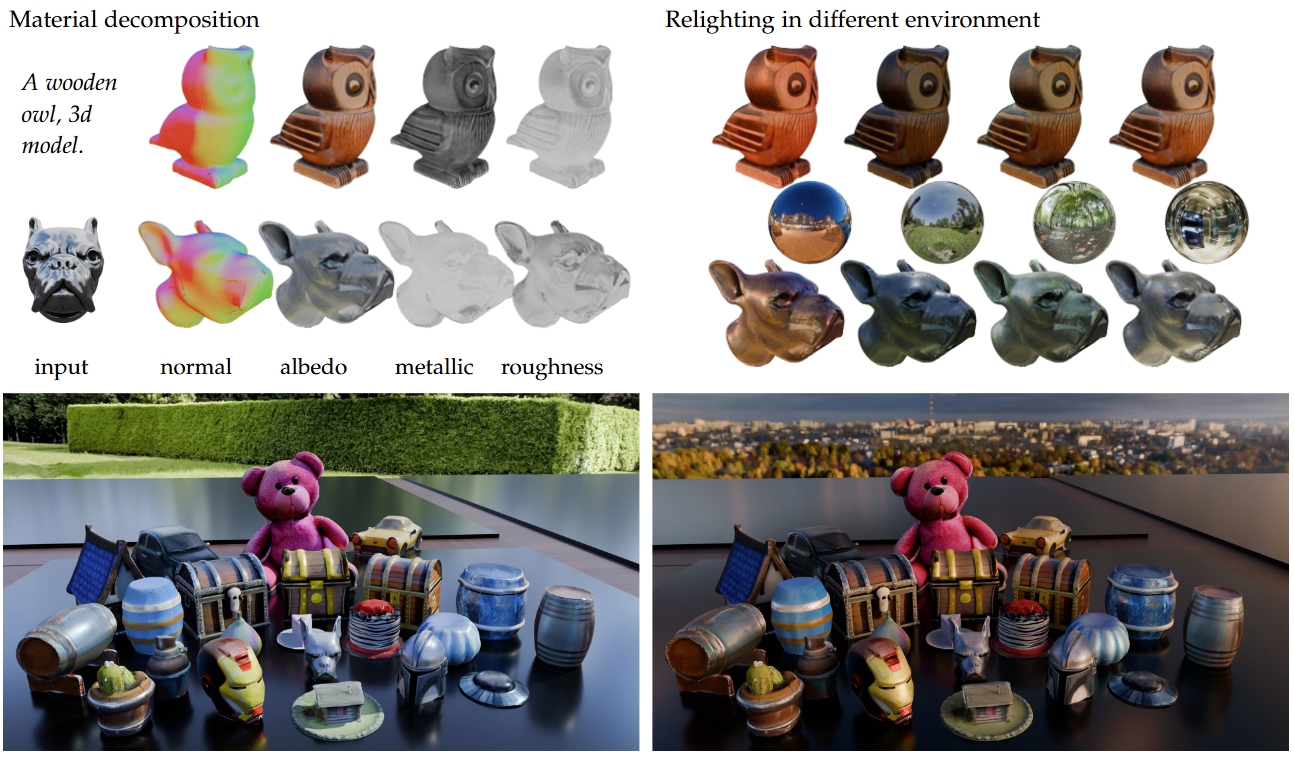 Material decomposition
Relighting in different environment
A wooden
owl, 3d
model.
input
normal
albedo
metallic
roughness